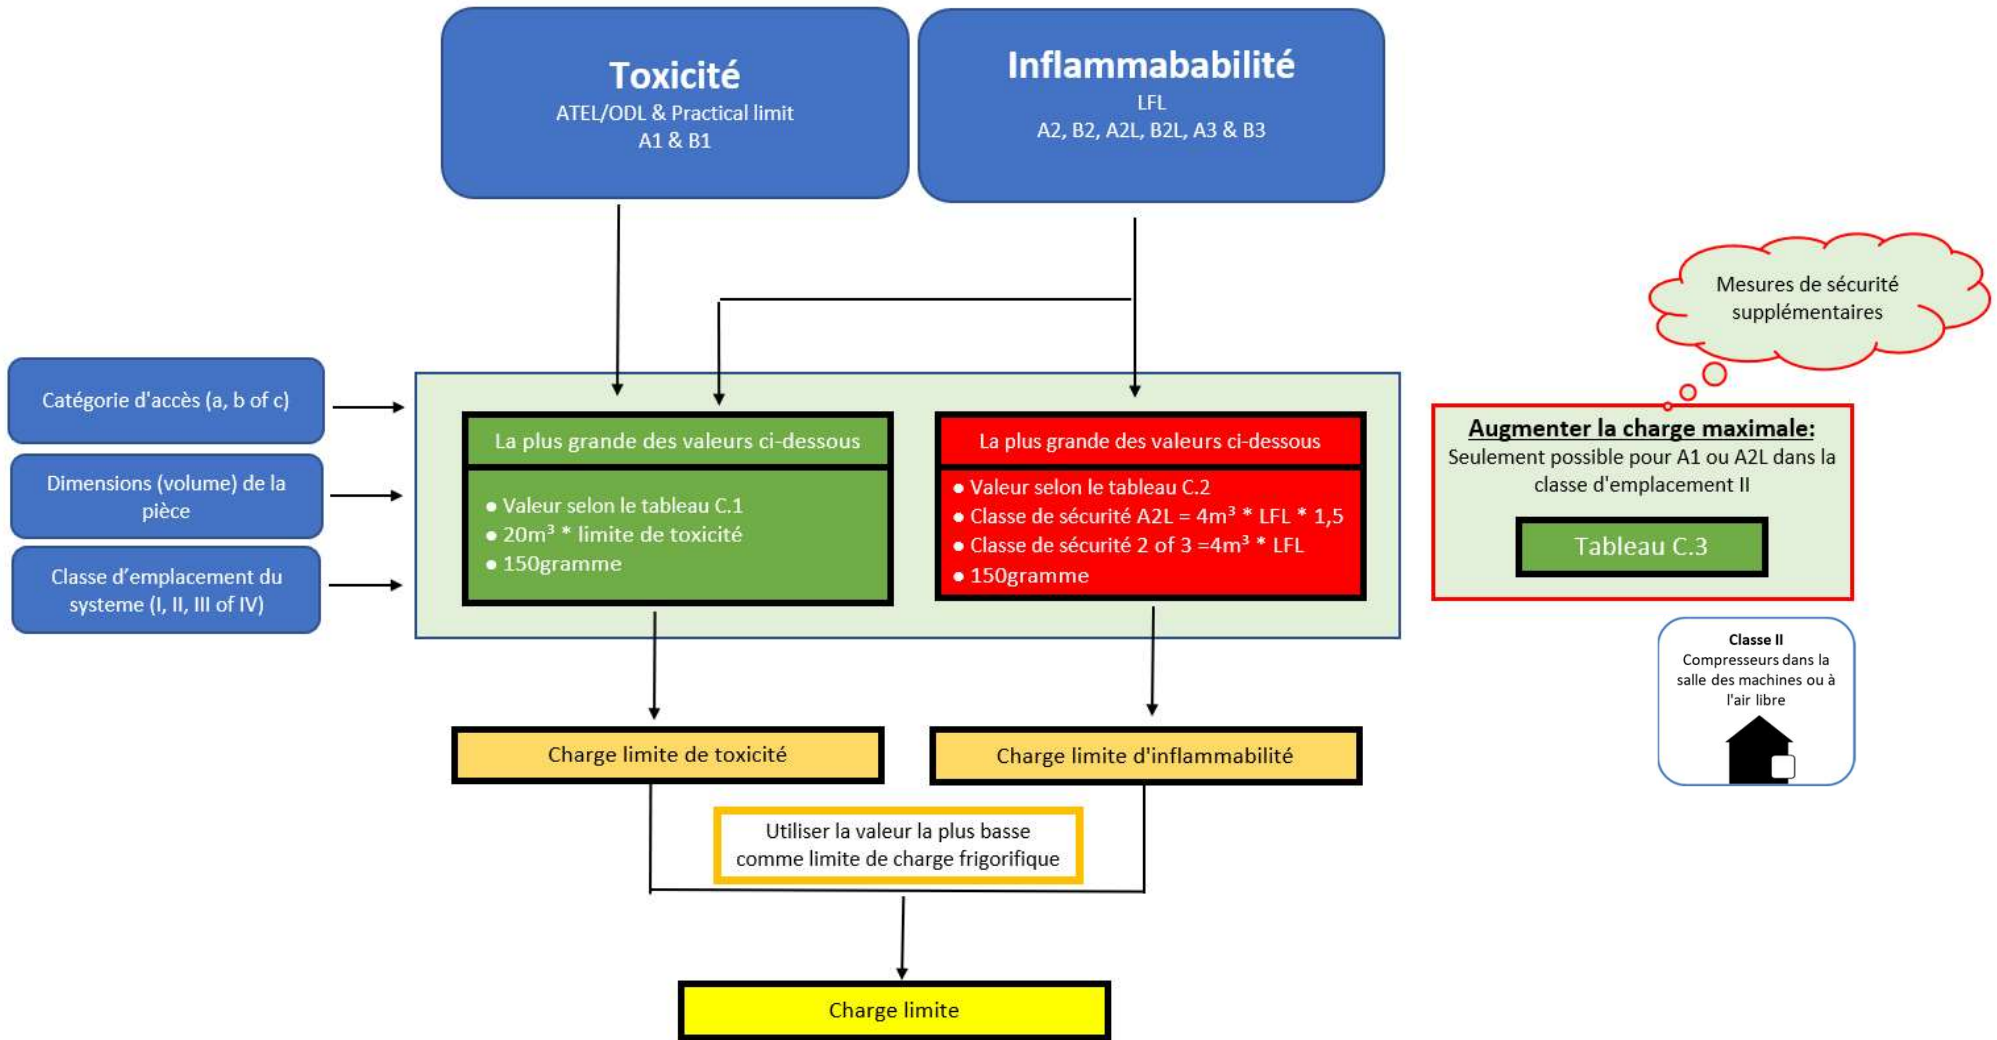 Toxicité
ATEL/ODL & Practical limit
A1 & B1
Inflammababilité
LFL
A2, B2, A2L, B2L, A3 & B3
Mesures de sécurité
supplémentaires
Catégorie d'accès (a, b of c)
Dimensions (volume) de la
pièce
Classe d’emplacement du
systeme (I, II, III of IV)
La plus grande des valeurs ci-dessous
● Valeur selon le tableau C.1
● 20m³ * limite de toxicité
● 150gramme
La plus grande des valeurs ci-dessous
● Valeur selon le tableau C.2
● Classe de sécurité A2L = 4m³ * LFL * 1,5
● Classe de sécurité 2 of 3 =4m³ * LFL
● 150gramme
Augmenter la charge maximale:
Seulement possible pour A1 ou A2L dans la
classe d'emplacement II
Tableau C.3
Classe II
Compresseurs dans la
salle des machines ou à
l'air libre
Charge limite de toxicité
Charge limite d'inflammabilité
Utiliser la valeur la plus basse
comme limite de charge frigorifique
Charge limite